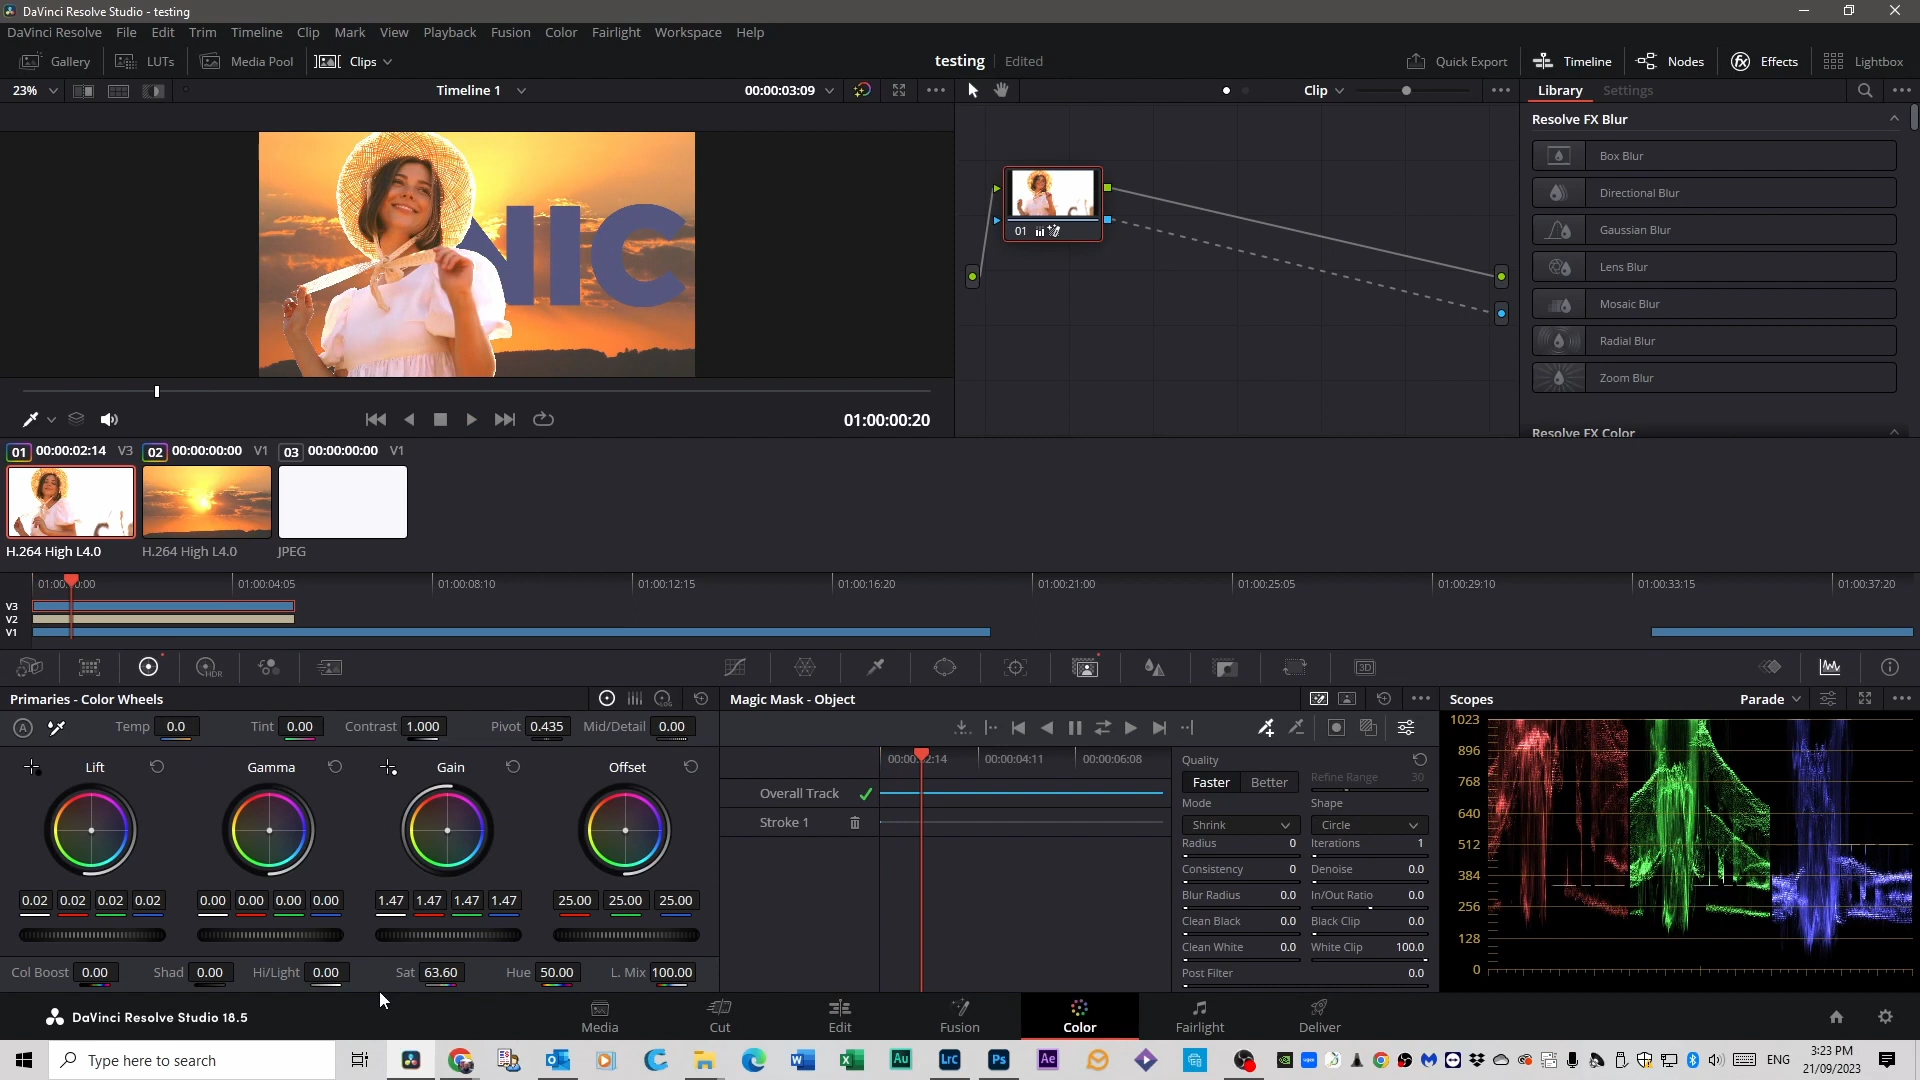 DaVinci Resolve Studio - testing
DaVinci Resolve File Edit Trim Timeline Clip Mark View Playback Fusion Color Fairlight Workspace Help
Gallery LUTs Media Pool Clips testing Edited Quick Export Timeline Nodes Effects Lightbox
23% Timeline 1 00:00:03:09 Clip Library Settings
Resolve FX Blur
Box Blur
Directional Blur
Gaussian Blur
Lens Blur
Mosaic Blur
Radial Blur
Zoom Blur
Resolve FX Color
NIC
01
01:00:00:20
01 00:00:02:14 V3 02 00:00:00:00 V1 03 00:00:00:00 V1
H.264 High L4.0 H.264 High L4.0 JPEG
01:00:04:05 01:00:08:10 01:00:12:15 01:00:16:20 01:00:21:00 01:00:25:05 01:00:29:10 01:00:33:15 01:00:37:20
V3
V2
V1
HDR 3D
Primaries - Color Wheels LOG Magic Mask - Object Scopes Parade
A Temp 0.0 Tint 0.00 Contrast 1.000 Pivot 0.435 Mid/Detail 0.00
Lift Gamma Gain Offset
0.02 0.02 0.02 0.02 0.00 0.00 0.00 0.00 1.47 1.47 1.47 1.47 25.00 25.00 25.00
Col Boost 0.00 Shad 0.00 Hi/Light 0.00 Sat 63.60 Hue 50.00 L. Mix 100.00
00:00:04:11 00:00:06:08
Overall Track
Stroke 1
Quality
Faster Better Refine Range 30
Mode Shape
Shrink Circle
Radius 0 Iterations 1
Consistency 0 Denoise 0.0
Blur Radius 0.0 In/Out Ratio 0.0
Clean Black 0.0 Black Clip 0.0
Clean White 0.0 White Clip 100.0
Post Filter 0.0
1023
896
768
640
512
384
256
128
0
DaVinci Resolve Studio 18.5 Media Cut Edit Fusion Color Fairlight Deliver
Type here to search Au Lrc Ps Ae ENG 3:23 PM
21/09/2023